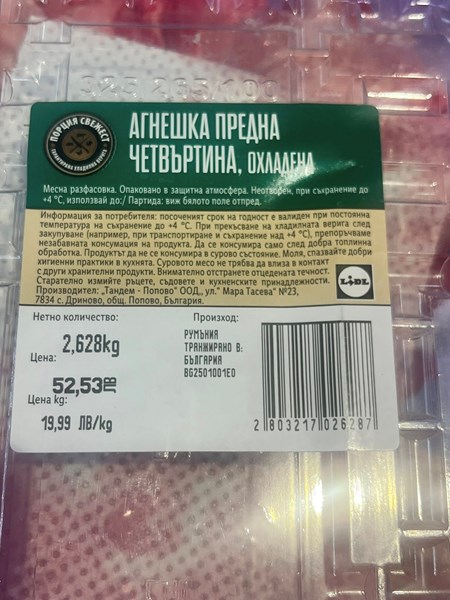 325 265/100
ПОРЦИЯ СВЕЖЕСТ
АГНЕШКА ПРЕДНА
ЧЕТВЪРТИНА, ОХЛАДЕНА
Месна разфасовка. Опаковано в защитна атмосфера. Неотворен, при съхранение до
+4 °C, използвай до:/ Партида: виж бялото поле отпред.
Информация за потребителя: посоченият срок на годност е валиден при постоянна
температура на съхранение до +4 °C. При прекъсване на хладилната верига след
закупуване (например, при транспортиране и съхранение над +4 °C), препоръчваме
незабавната консумация на продукта. Да се консумира само след добра топлинна
обработка. Продуктът да не се консумира в сурово състояние. Моля, спазвайте добри
хигиенни практики в кухнята. Суровото месо не трябва да влиза в контакт
с други хранителни продукти. Внимателно отстранете отцедената течност.
Старателно измийте ръцете, съдовете и кухненските принадлежности.
Производител: „Тандем - Попово" ООД, ул." Мара Тасева" №23,
7834 с. Дриново, общ. Попово, България.
LIDL
Нетно количество:
2,628kg
Цена:
52,53ЛВ
Цена kg:
19,99 ЛВ/kg
Произход:
РУМЪНИЯ
ТРАНЖИРАНО В:
БЪЛГАРИЯ
BG2501001ЕО
2 803217 026287